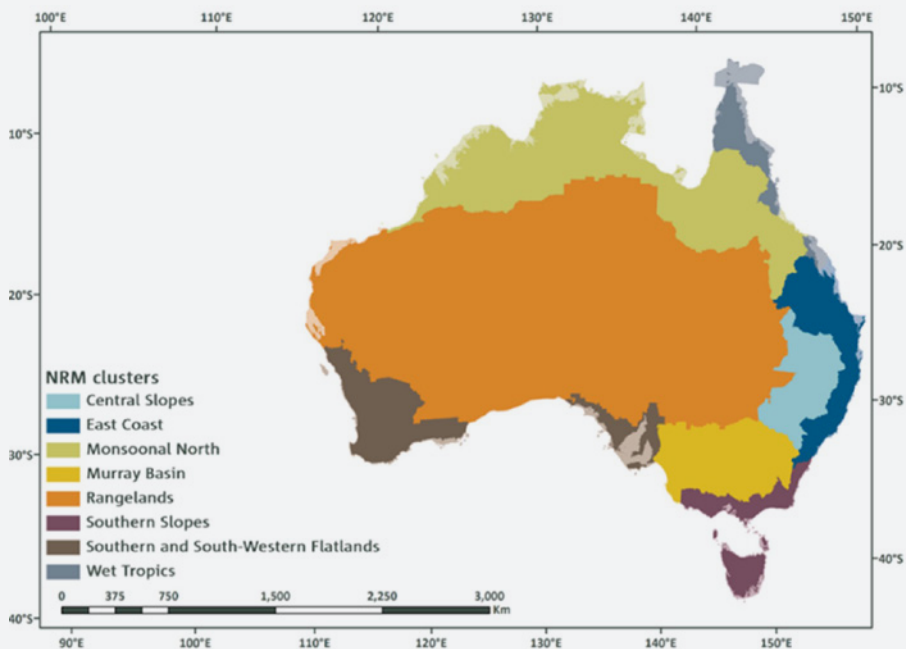 100°E 110°E 120°E 130°E 140°E 150°E
10°S
10°S
20°S
20°S
NRM clusters
Central Slopes
East Coast
30°S
Monsoonal North
30°S
Murray Basin
Rangelands
Southern Slopes
Southern and South-Western Flatlands
40°S
Wet Tropics
0 375 750 1,500 2,250 3,000
Km
40°S
90°E 100°E 110°E 120°E 130°E 140°E 150°E